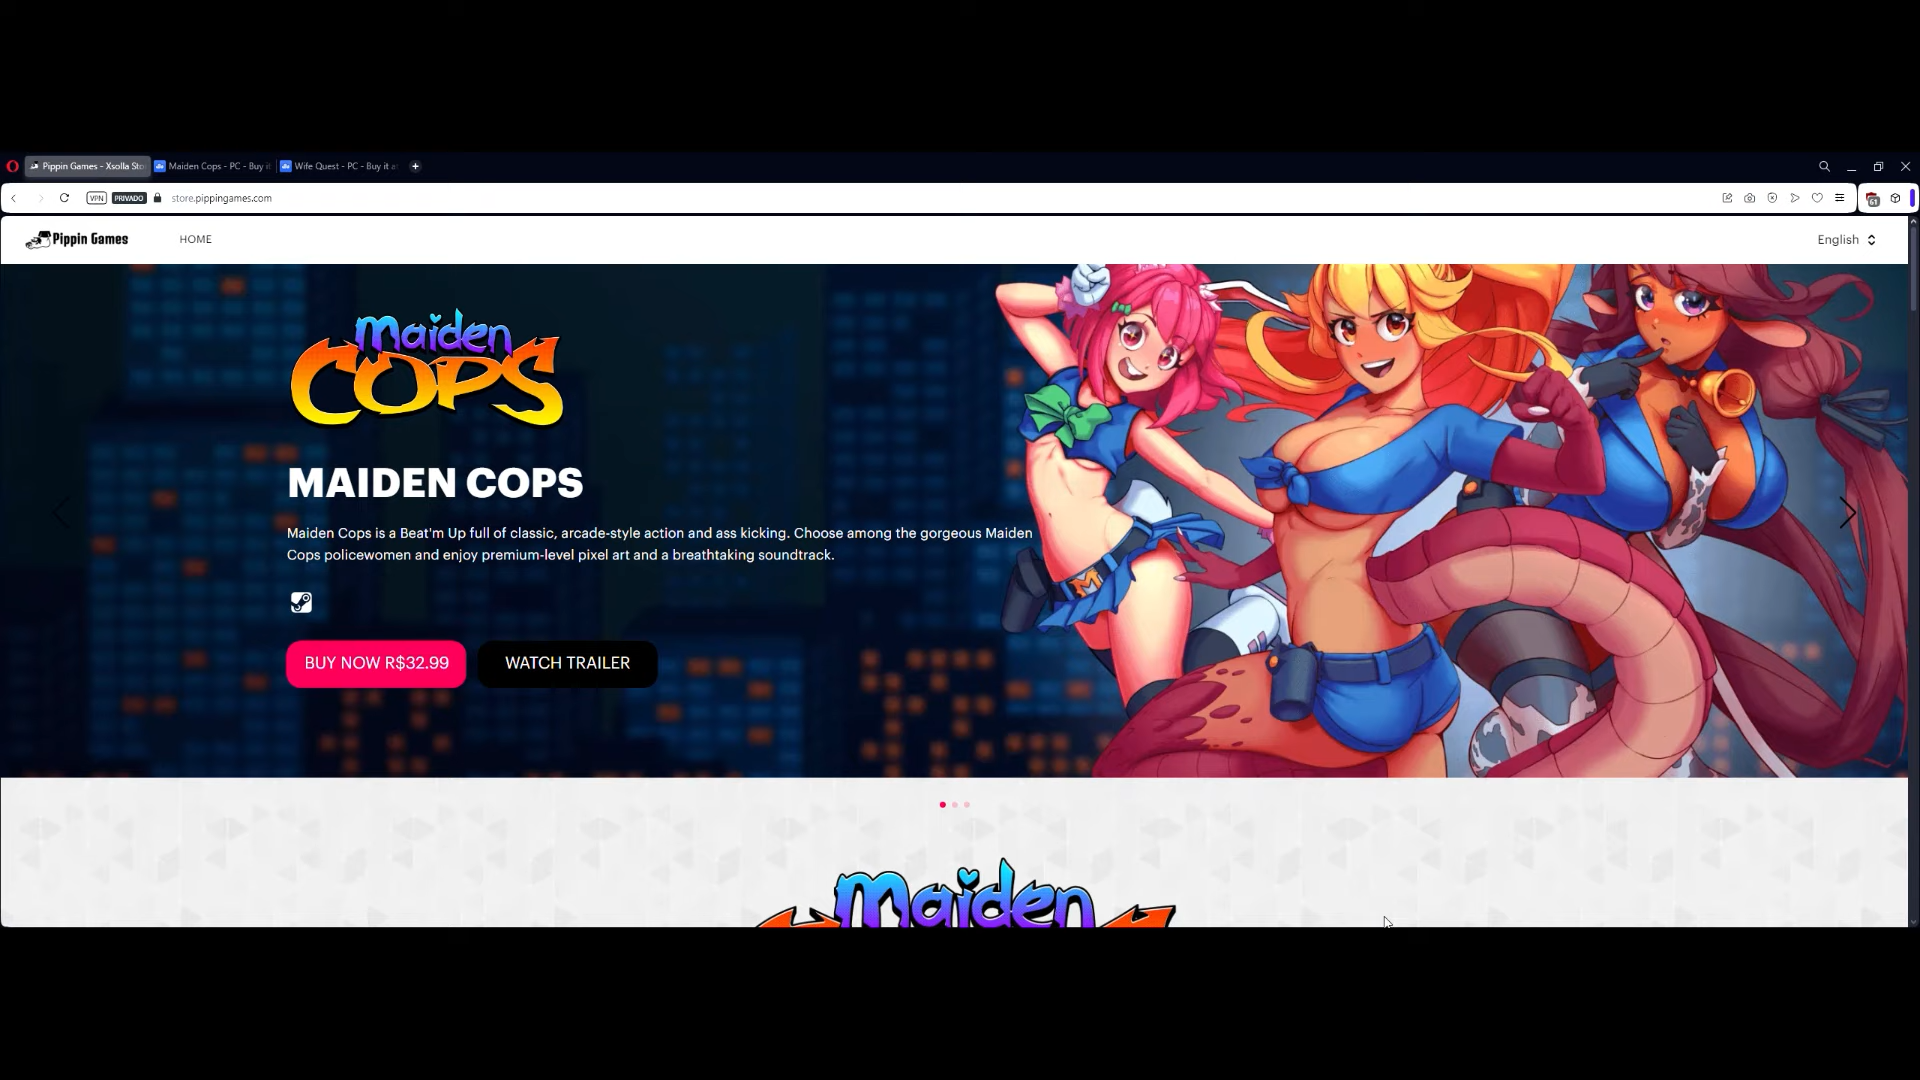 Pippin Games - Xsolla Sto
Maiden Cops - PC - Buy it
Wife Quest - PC - Buy it a
VPN
PRIVADO
store.pippingames.com
61
Pippin Games
HOME
English
maiden
COPS
MAIDEN COPS
Maiden Cops is a Beat'm Up full of classic, arcade-style action and ass kicking. Choose among the gorgeous Maiden
Cops policewomen and enjoy premium-level pixel art and a breathtaking soundtrack.
M
BUY NOW R$32.99
WATCH TRAILER
maiden